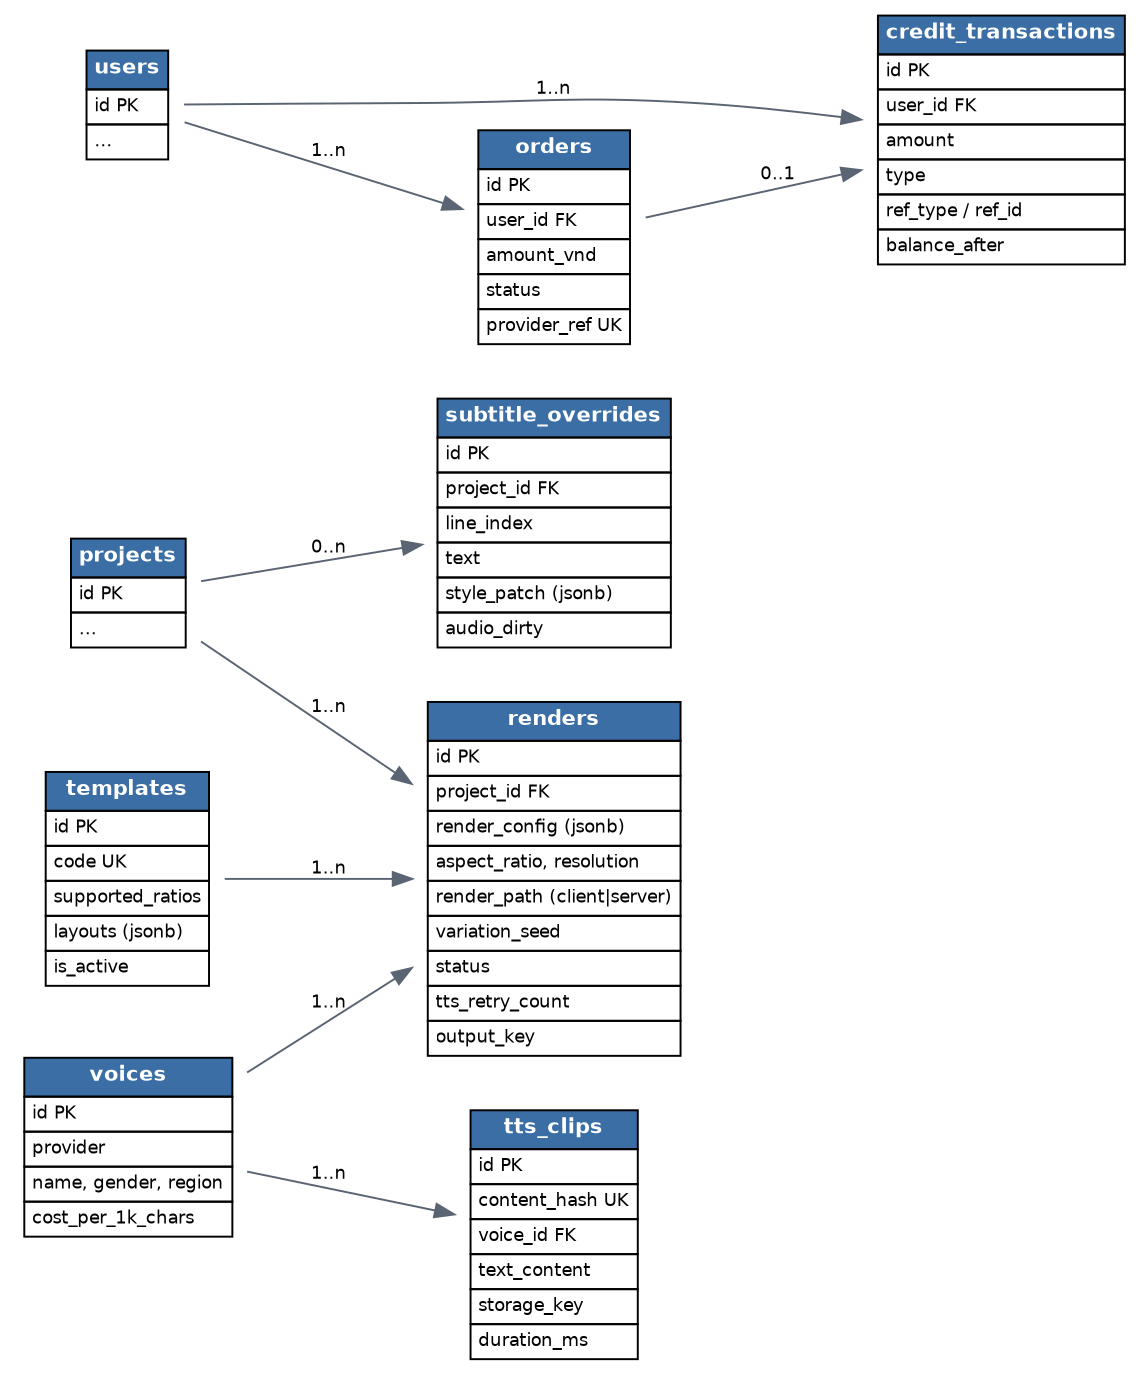 users
id PK
...
1..n
1..n
orders
id PK
user_id FK
amount_vnd
status
provider_ref UK
0..1
credit_transactions
id PK
user_id FK
amount
type
ref_type / ref_id
balance_after
projects
id PK
...
0..n
1..n
subtitle_overrides
id PK
project_id FK
line_index
text
style_patch (jsonb)
audio_dirty
templates
id PK
code UK
supported_ratios
layouts (jsonb)
is_active
1..n
renders
id PK
project_id FK
render_config (jsonb)
aspect_ratio, resolution
render_path (client|server)
variation_seed
status
tts_retry_count
output_key
voices
id PK
provider
name, gender, region
cost_per_1k_chars
1..n
1..n
tts_clips
id PK
content_hash UK
voice_id FK
text_content
storage_key
duration_ms